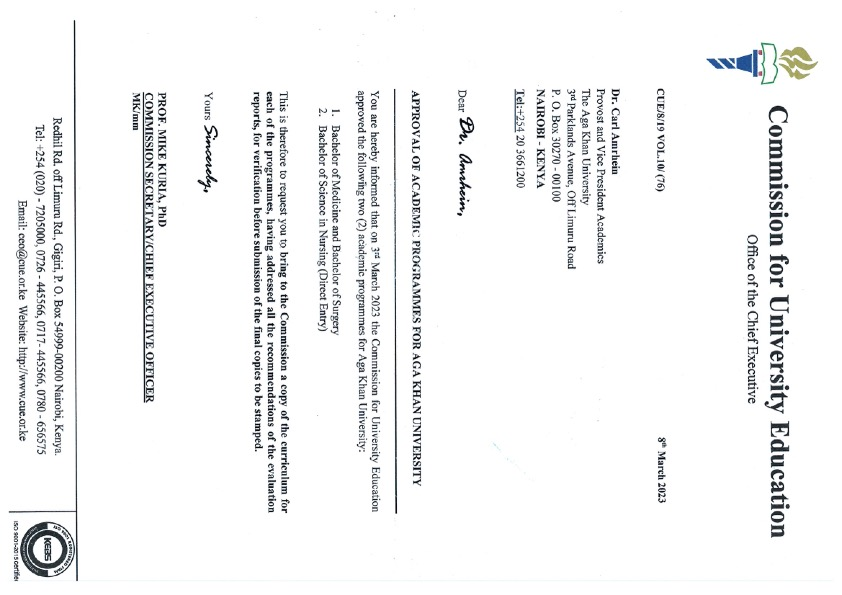 Commission for University Education
Office of the Chief Executive
CUE/8/19 VOL.10/ (76)
8th March 2023
Dr. Carl Amrhein
Provost and Vice President Academics
The Aga Khan University
3rd Parklands Avenue, Off Limuru Road
P. O. Box 30270 - 00100
NAIROBI - KENYA
Tel:+254 20 3661200
Dear Dr. Amrhein,
APPROVAL OF ACADEMIC PROGRAMMES FOR AGA KHAN UNIVERSITY
You are hereby informed that on 3rd March 2023 the Commission for University Education
approved the following two (2) academic programmes for Aga Khan University:
1. Bachelor of Medicine and Bachelor of Surgery
2. Bachelor of Science in Nursing (Direct Entry)
This is therefore to request you to bring to the Commission a copy of the curriculum for
each of the programmes, having addressed all the recommendations of the evaluation
reports, for verification before submission of the final copies to be stamped.
Yours Sincerely,
PROF. MIKE KURIA, PhD
COMMISSION SECRETARY/CHIEF EXECUTIVE OFFICER
MK/mm
Redhil Rd. off Limuru Rd., Gigiri, P. O. Box 54999-00200 Nairobi, Kenya.
Tel: +254 (020) - 7205000, 0726 - 445566, 0717- 445566, 0780 - 656575
Email: ceo@cue.or.ke Website: http://www.cue.or.ke
KEBS
ISO 9001:2015 certified